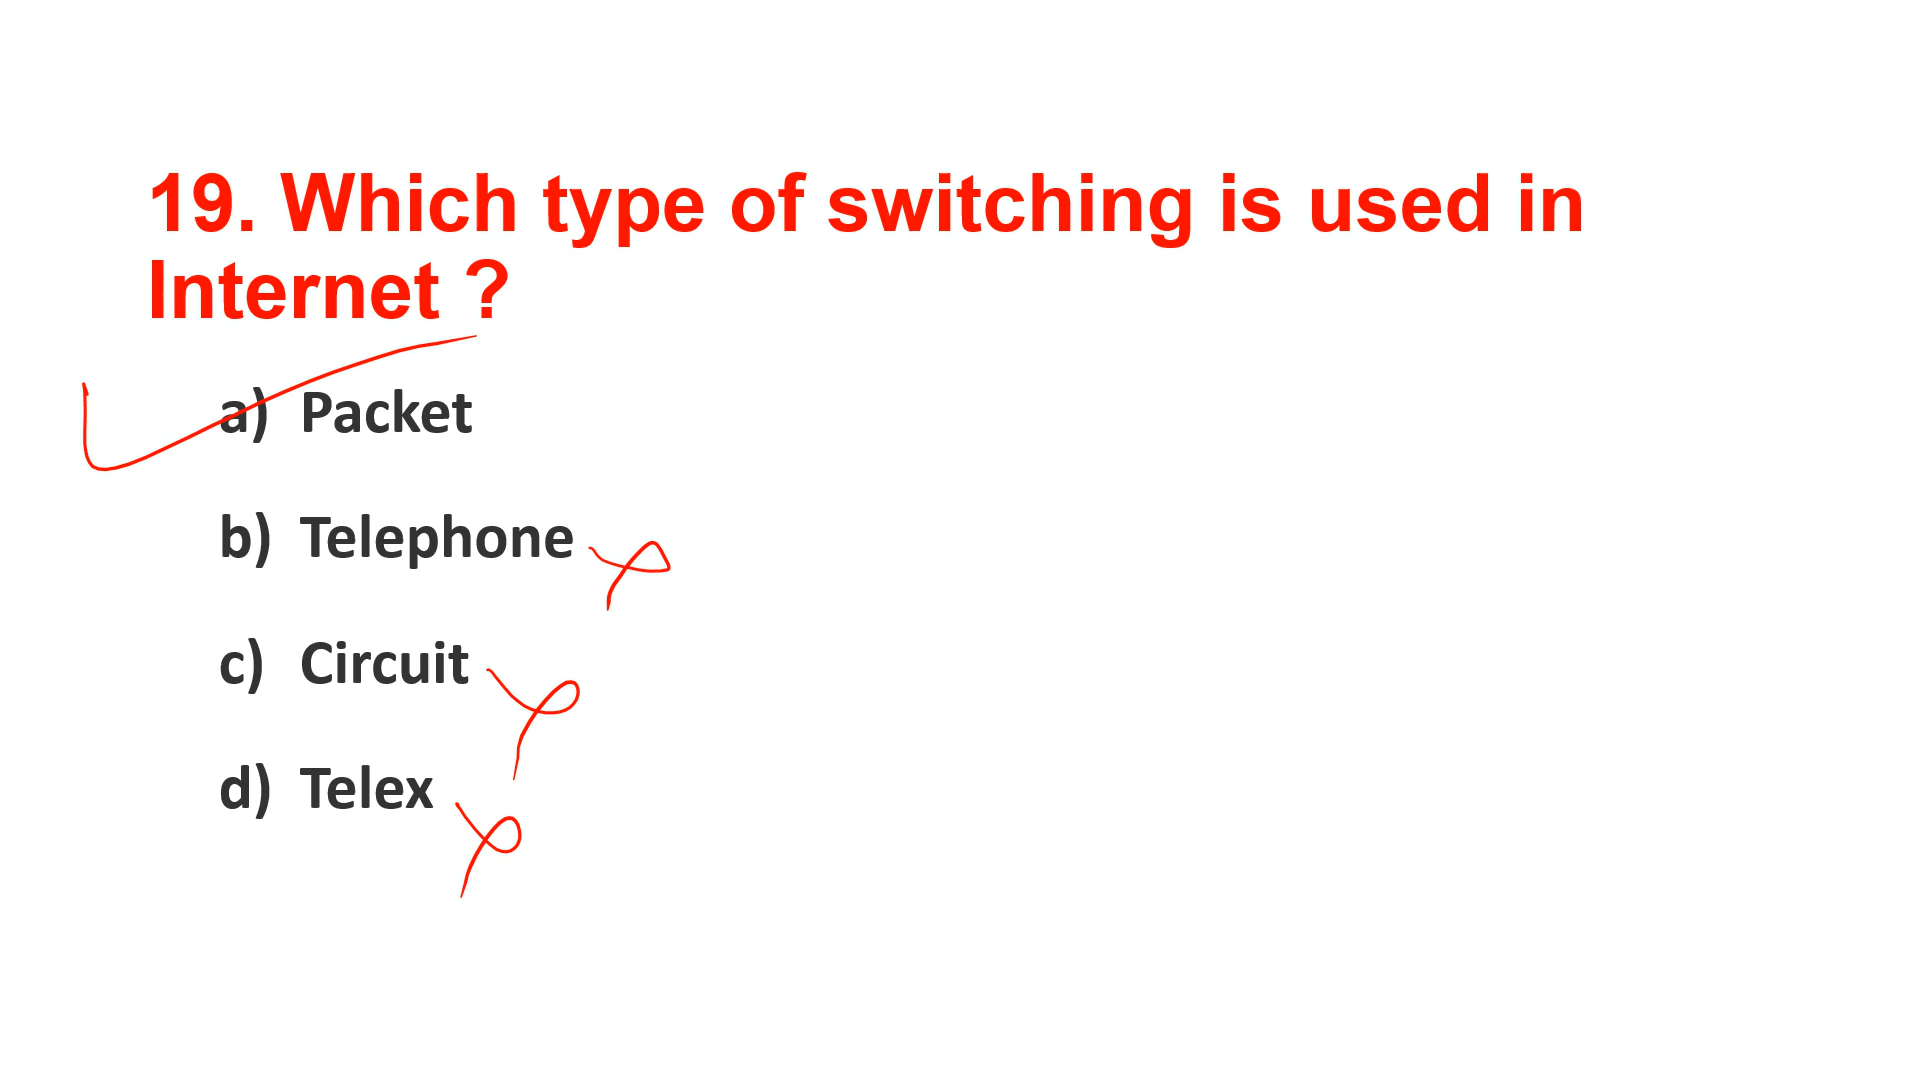 19. Which type of switching is used in
Internet ?
a) Packet
b) Telephone
c) Circuit
d) Telex